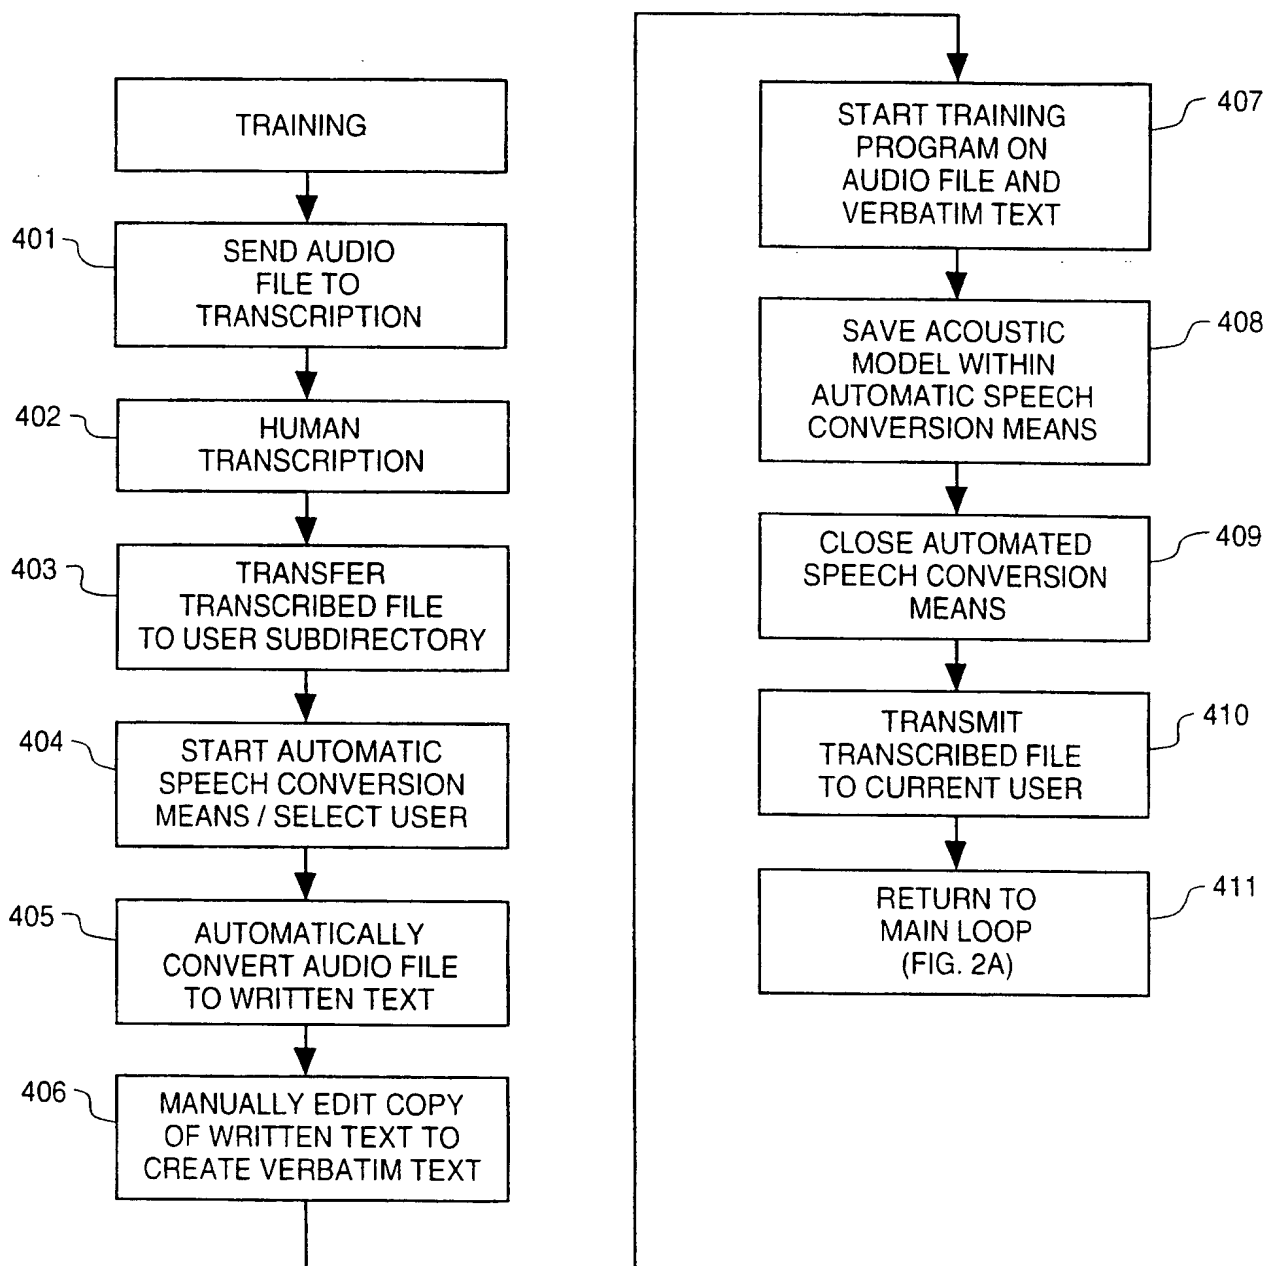 TRAINING
401
SEND AUDIO
FILE TO
TRANSCRIPTION
402
HUMAN
TRANSCRIPTION
403
TRANSFER
TRANSCRIBED FILE
TO USER SUBDIRECTORY
404
START AUTOMATIC
SPEECH CONVERSION
MEANS / SELECT USER
405
AUTOMATICALLY
CONVERT AUDIO FILE
TO WRITTEN TEXT
406
MANUALLY EDIT COPY
OF WRITTEN TEXT TO
CREATE VERBATIM TEXT
407
START TRAINING
PROGRAM ON
AUDIO FILE AND
VERBATIM TEXT
408
SAVE ACOUSTIC
MODEL WITHIN
AUTOMATIC SPEECH
CONVERSION MEANS
409
CLOSE AUTOMATED
SPEECH CONVERSION
MEANS
410
TRANSMIT
TRANSCRIBED FILE
TO CURRENT USER
411
RETURN TO
MAIN LOOP
(FIG. 2A)